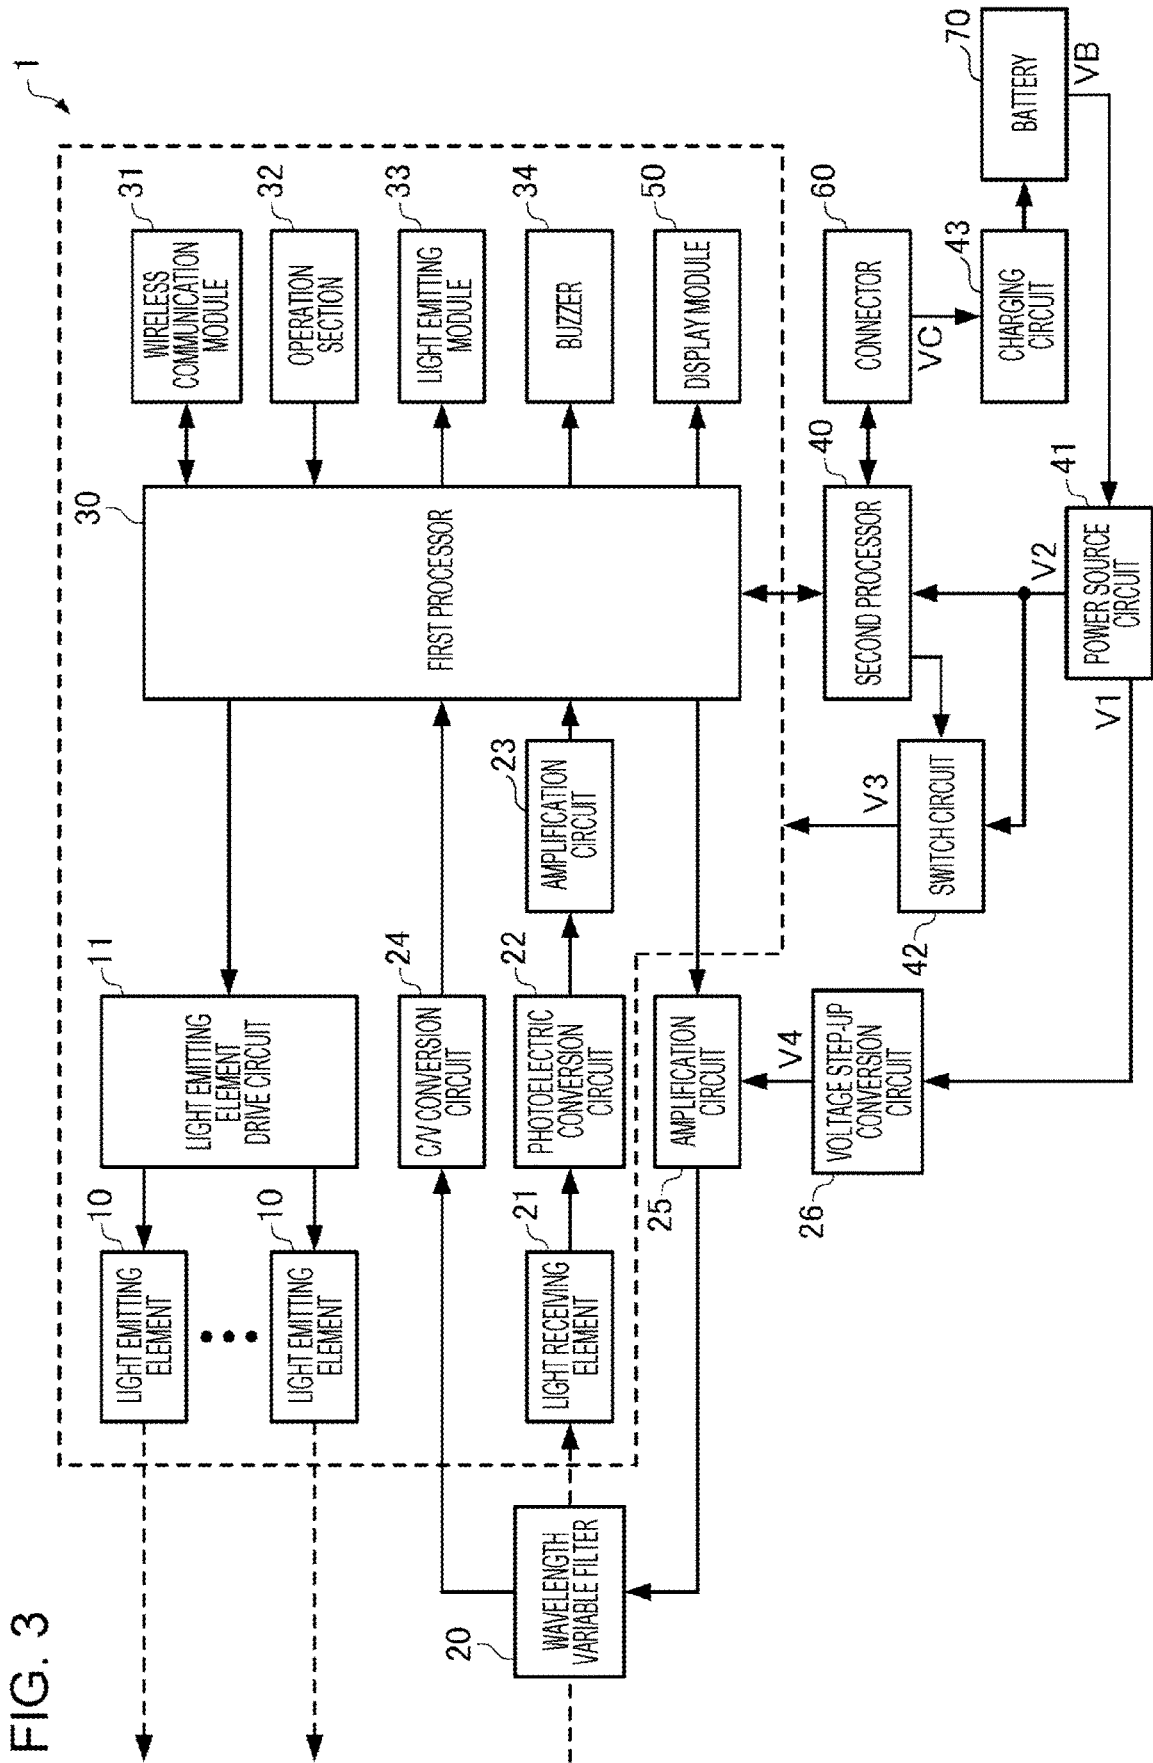 FIG. 3
1
10
LIGHT EMITTING
ELEMENT
10
LIGHT EMITTING
ELEMENT
11
LIGHT EMITTING
ELEMENT
DRIVE CIRCUIT
30
FIRST PROCESSOR
31
WIRELESS
COMMUNICATION
MODULE
32
OPERATION
SECTION
33
LIGHT EMITTING
MODULE
34
BUZZER
50
DISPLAY MODULE
20
WAVELENGTH
VARIABLE FILTER
21
LIGHT RECEIVING
ELEMENT
22
PHOTOELECTRIC
CONVERSION
CIRCUIT
23
AMPLIFICATION
CIRCUIT
24
C/V CONVERSION
CIRCUIT
25
AMPLIFICATION
CIRCUIT
V4
26
VOLTAGE STEP-UP
CONVERSION
CIRCUIT
V3
42
SWITCH CIRCUIT
40
SECOND PROCESSOR
60
CONNECTOR
VC
43
CHARGING
CIRCUIT
70
BATTERY
VB
V2
41
POWER SOURCE
CIRCUIT
V1